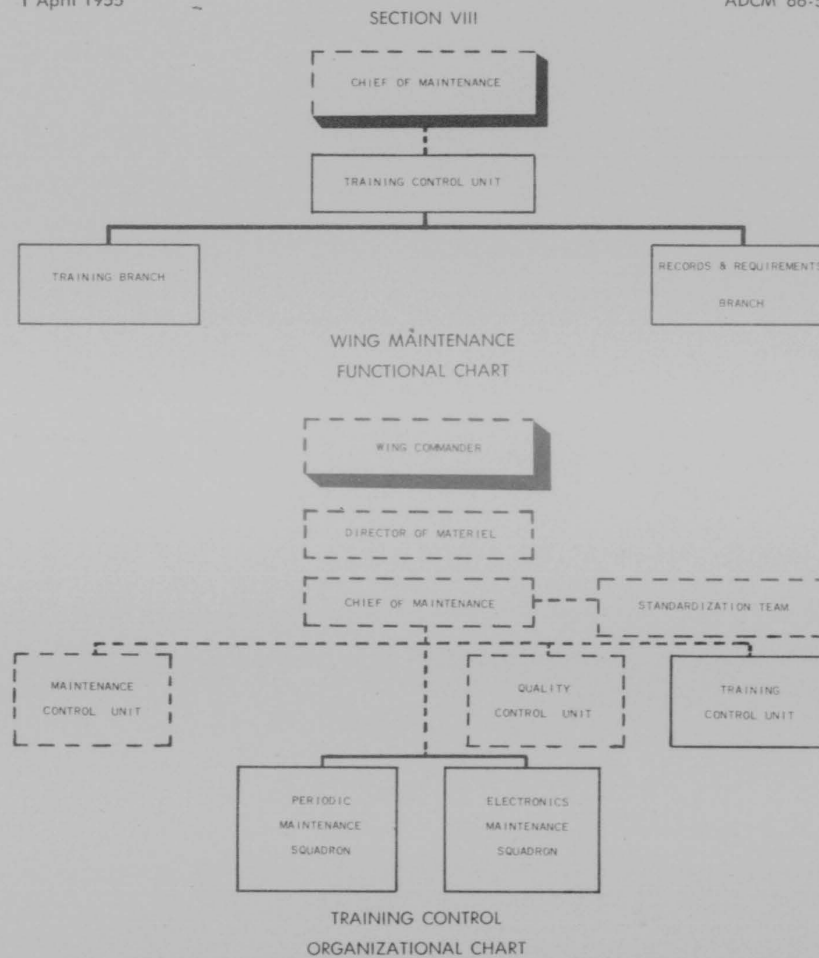 1 April 1955
ADCM 66-
SECTION VIII
CHIEF OF MAINTENANCE
TRAINING CONTROL UNIT
TRAINING BRANCH
RECORDS & REQUIREMENTS
BRANCH
WING MAINTENANCE
FUNCTIONAL CHART
WING COMMANDER
DIRECTOR OF MATERIEL
CHIEF OF MAINTENANCE
STANDARDIZATION TEAM
MAINTENANCE
CONTROL UNIT
QUALITY
CONTROL UNIT
TRAINING
CONTROL UNIT
PERIODIC
MAINTENANCE
SQUADRON
ELECTRONICS
MAINTENANCE
SQUADRON
TRAINING CONTROL
ORGANIZATIONAL CHART